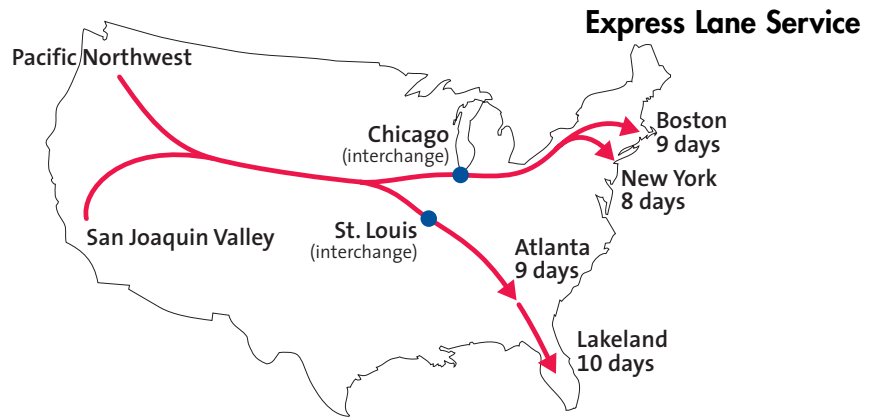 Express Lane Service
Pacific Northwest
Chicago
(interchange)
Boston
9 days
New York
8 days
San Joaquin Valley
St. Louis
(interchange)
Atlanta
9 days
Lakeland
10 days